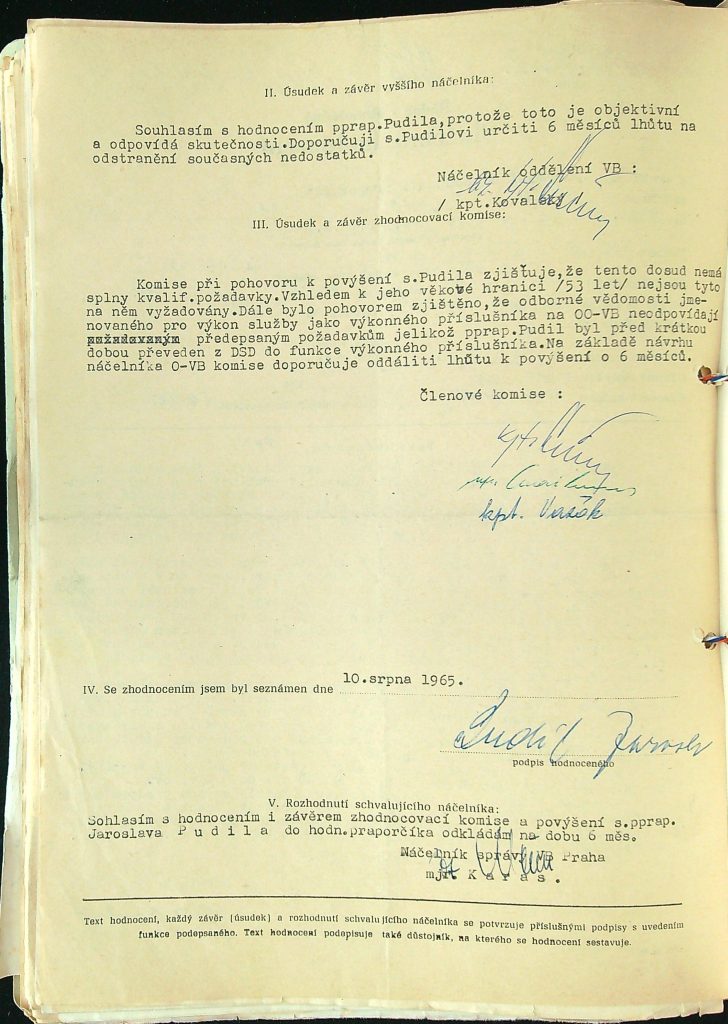 II. Úsudek a závěr vyššího náčelníka:
Souhlasím s hodnocením pprap.Pudila,protože toto je objektivní
a odpovídá skutečnosti.Doporučuji s.Pudilovi určiti 6 měsíců lhůtu na
odstranění současných nedostatků.
Náčelník oddělení VB :
/ kpt.Kovalský /
III. Úsudek a závěr zhodnocovací komise:
Komise při pohovoru k povýšení s.Pudila zjišťuje,že tento dosud nemá
splny kvalif.požadavky.Vzhledem k jeho věkové hranici /53 let/ nejsou tyto
na něm vyžadovány.Dále bylo pohovorem zjištěno,že odborné vědomosti jme-
novaného pro výkon služby jako výkonného příslušníka na OO-VB neodpovídají
předepsaným požadavkům jelikož pprap.Pudil byl před krátkou
dobou převeden z DSD do funkce výkonného příslušníka.Na základě návrhu
náčelníka O-VB komise doporučuje oddáliti lhůtu k povýšení o 6 měsíců.
Členové komise :
kpt. Vašák
IV. Se zhodnocením jsem byl seznámen dne 10.srpna 1965.
Pudil Jarosl
podpis hodnoceného
V. Rozhodnutí schvalujícího náčelníka:
Sohlasím s hodnocením i závěrem zhodnocovací komise a povýšení s.pprap.
Jaroslava P u d i l a do hodn.praporčíka odkládám na dobu 6 měs.
Náčelník správy VB Praha
mjr. K a r a s .
Text hodnocení, každý závěr (úsudek) a rozhodnutí schvalujícího náčelníka se potvrzuje příslušnými podpisy s uvedením
funkce podepsaného. Text hodnocení podepisuje také důstojník, na kterého se hodnocení sestavuje.